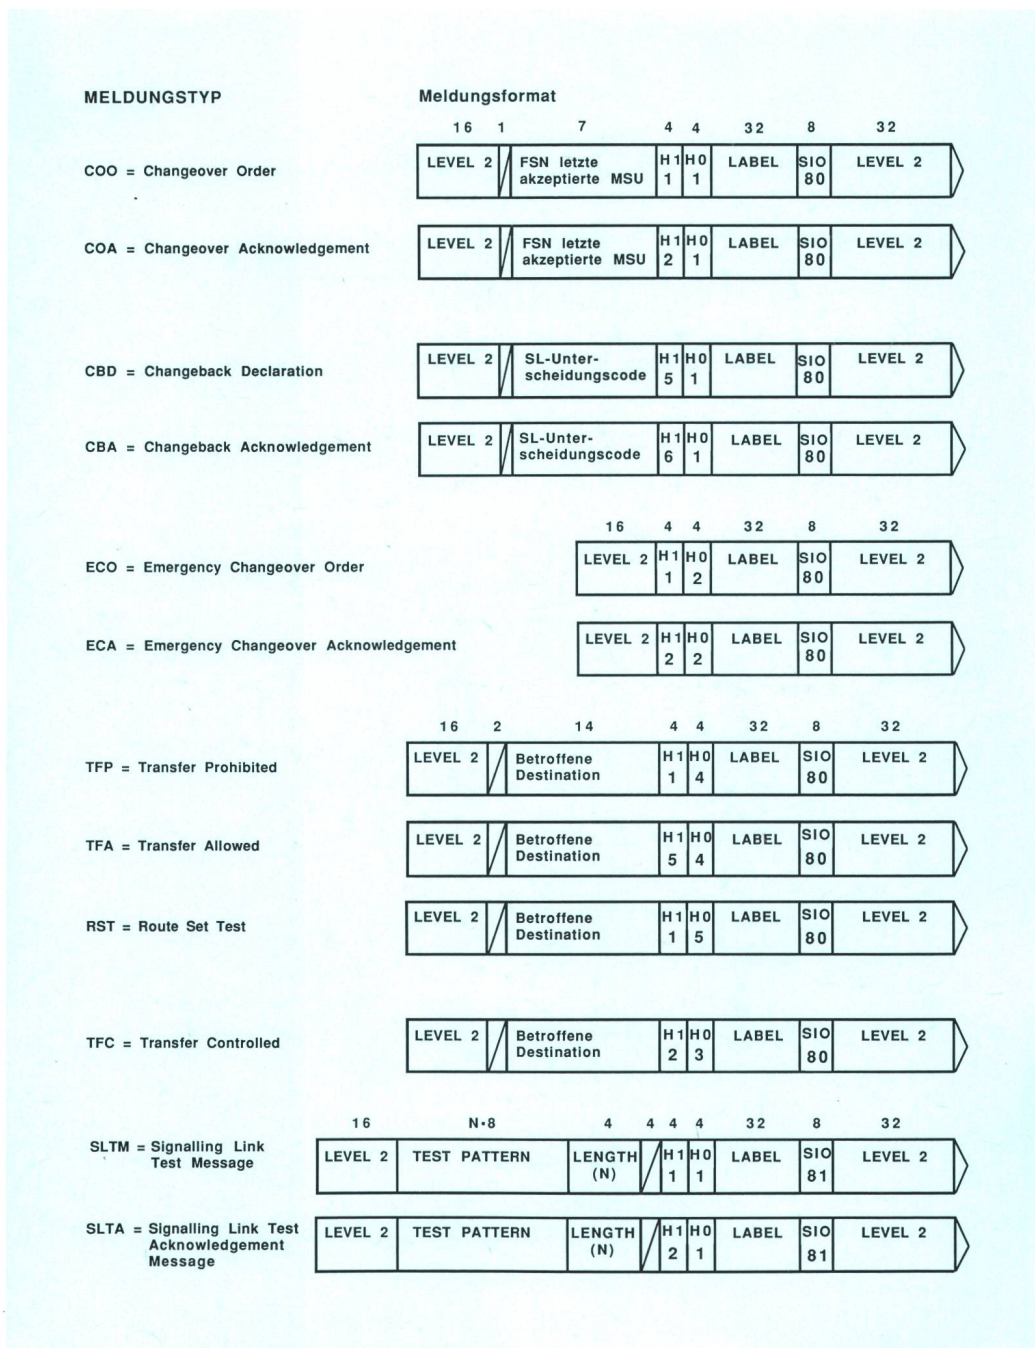 MELDUNGSTYP Meldungsformat
16 1 7 4 4 32 8 32
COO = Changeover Order
LEVEL 2 FSN letzte akzeptierte MSU H1 1 H0 1 LABEL SIO 80 LEVEL 2
COA = Changeover Acknowledgement
LEVEL 2 FSN letzte akzeptierte MSU H1 2 H0 1 LABEL SIO 80 LEVEL 2
CBD = Changeback Declaration
LEVEL 2 SL-Unter-scheidungscode H1 5 H0 1 LABEL SIO 80 LEVEL 2
CBA = Changeback Acknowledgement
LEVEL 2 SL-Unter-scheidungscode H1 6 H0 1 LABEL SIO 80 LEVEL 2
16 4 4 32 8 32
ECO = Emergency Changeover Order
LEVEL 2 H1 1 H0 2 LABEL SIO 80 LEVEL 2
ECA = Emergency Changeover Acknowledgement
LEVEL 2 H1 2 H0 2 LABEL SIO 80 LEVEL 2
16 2 14 4 4 32 8 32
TFP = Transfer Prohibited
LEVEL 2 Betroffene Destination H1 1 H0 4 LABEL SIO 80 LEVEL 2
TFA = Transfer Allowed
LEVEL 2 Betroffene Destination H1 5 H0 4 LABEL SIO 80 LEVEL 2
RST = Route Set Test
LEVEL 2 Betroffene Destination H1 1 H0 5 LABEL SIO 80 LEVEL 2
TFC = Transfer Controlled
LEVEL 2 Betroffene Destination H1 2 H0 3 LABEL SIO 80 LEVEL 2
16 N·8 4 4 4 4 32 8 32
SLTM = Signalling Link
Test Message
LEVEL 2 TEST PATTERN LENGTH (N) H1 1 H0 1 LABEL SIO 81 LEVEL 2
SLTA = Signalling Link Test
Acknowledgement
Message
LEVEL 2 TEST PATTERN LENGTH (N) H1 2 H0 1 LABEL SIO 81 LEVEL 2